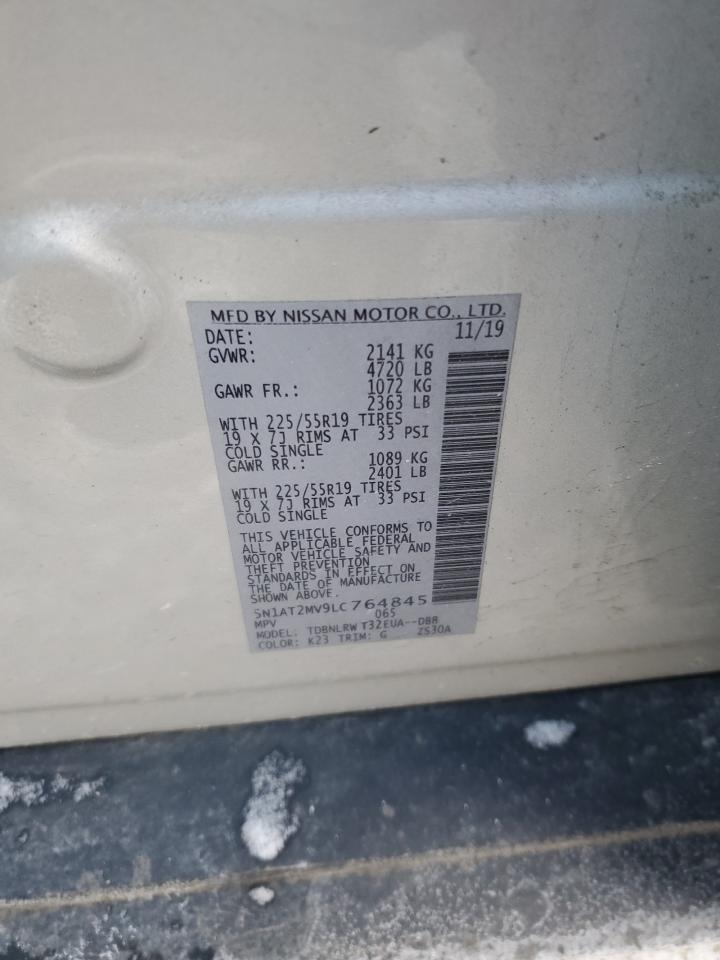 MFD BY NISSAN MOTOR CO., LTD.
DATE: 11/19
GVWR: 2141 KG
4720 LB
GAWR FR.: 1072 KG
2363 LB
WITH 225/55R19 TIRES
19 X 7J RIMS AT 33 PSI
COLD SINGLE
GAWR RR.: 1089 KG
2401 LB
WITH 225/55R19 TIRES
19 X 7J RIMS AT 33 PSI
COLD SINGLE
THIS VEHICLE CONFORMS TO
ALL APPLICABLE FEDERAL
MOTOR VEHICLE SAFETY AND
THEFT PREVENTION
STANDARDS IN EFFECT ON
THE DATE OF MANUFACTURE
5N1AT2MV9LC764845
MPV 065
MODEL: TDBNLRW T32EUA--DBR
COLOR: K23 TRIM: G ZS30A